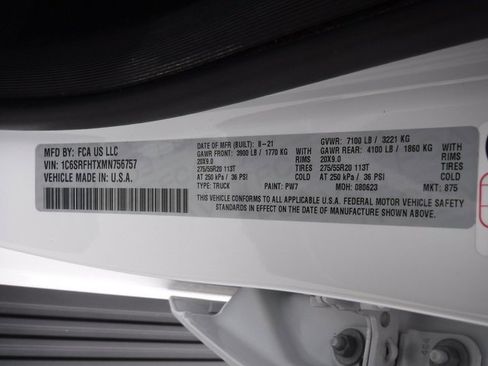 MFD BY: FCA US LLC
VIN: 1C6SRFHTXMN756757
VEHICLE MADE IN U.S.A.
DATE OF MFR (BUILT): 8-21 GVWR: 7100 LB / 3221 KG
GAWR FRONT: 3900 LB / 1770 KG WITH GAWR REAR: 4100 LB / 1860 KG WITH
20X9.0 RIMS 20X9.0 RIMS
275/55R20 113T TIRES 275/55R20 113T TIRES
AT 250 kPa / 36 PSI COLD AT 250 kPa / 36 PSI COLD
TYPE: TRUCK PAINT: PW7 MDH: 080623 MKT: 875
THIS VEHICLE CONFORMS TO ALL APPLICABLE U.S.A. FEDERAL MOTOR VEHICLE SAFETY
STANDARDS IN EFFECT ON THE DATE OF MANUFACTURE SHOWN ABOVE.